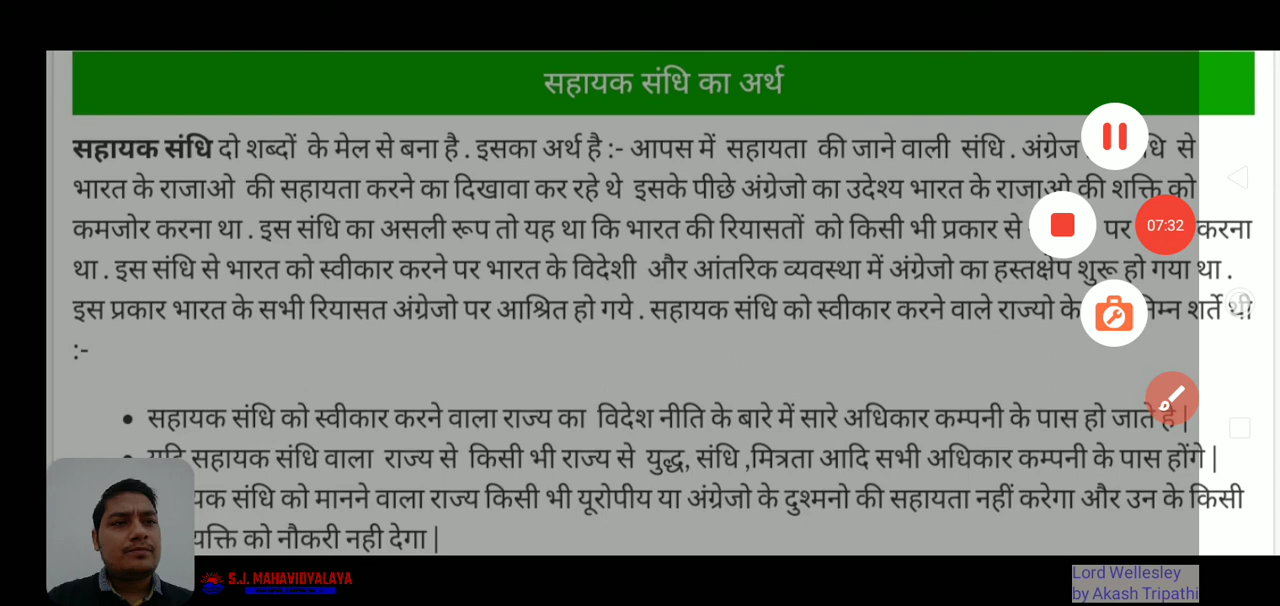 सहायक संधि का अर्थ
सहायक संधि दो शब्दों के मेल से बना है . इसका अर्थ है :- आपस में सहायता की जाने वाली संधि . अंग्रेज से
भारत के राजाओ की सहायता करने का दिखावा कर रहे थे इसके पीछे अंग्रेजो का उदेश्य भारत के राजाओ की शक्ति को
कमजोर करना था . इस संधि का असली रूप तो यह था कि भारत की रियासतों को किसी भी प्रकार से पर करना
07:32
था . इस संधि से भारत को स्वीकार करने पर भारत के विदेशी और आंतरिक व्यवस्था में अंग्रेजो का हस्तक्षेप शुरू हो गया था .
इस प्रकार भारत के सभी रियासत अंग्रेजो पर आश्रित हो गये . सहायक संधि को स्वीकार करने वाले राज्यो के निम्न शर्ते थी
:-
• सहायक संधि को स्वीकार करने वाला राज्य का विदेश नीति के बारे में सारे अधिकार कम्पनी के पास हो जाते है |
• यदि सहायक संधि वाला राज्य से किसी भी राज्य से युद्ध, संधि ,मित्रता आदि सभी अधिकार कम्पनी के पास होंगे |
संधि को मानने वाला राज्य किसी भी यूरोपीय या अंग्रेजो के दुश्मनो की सहायता नहीं करेगा और उन के किसी
को नौकरी नही देगा |
S.J. MAHAVIDYALAYA
Lord Wellesley
by Akash Tripathi